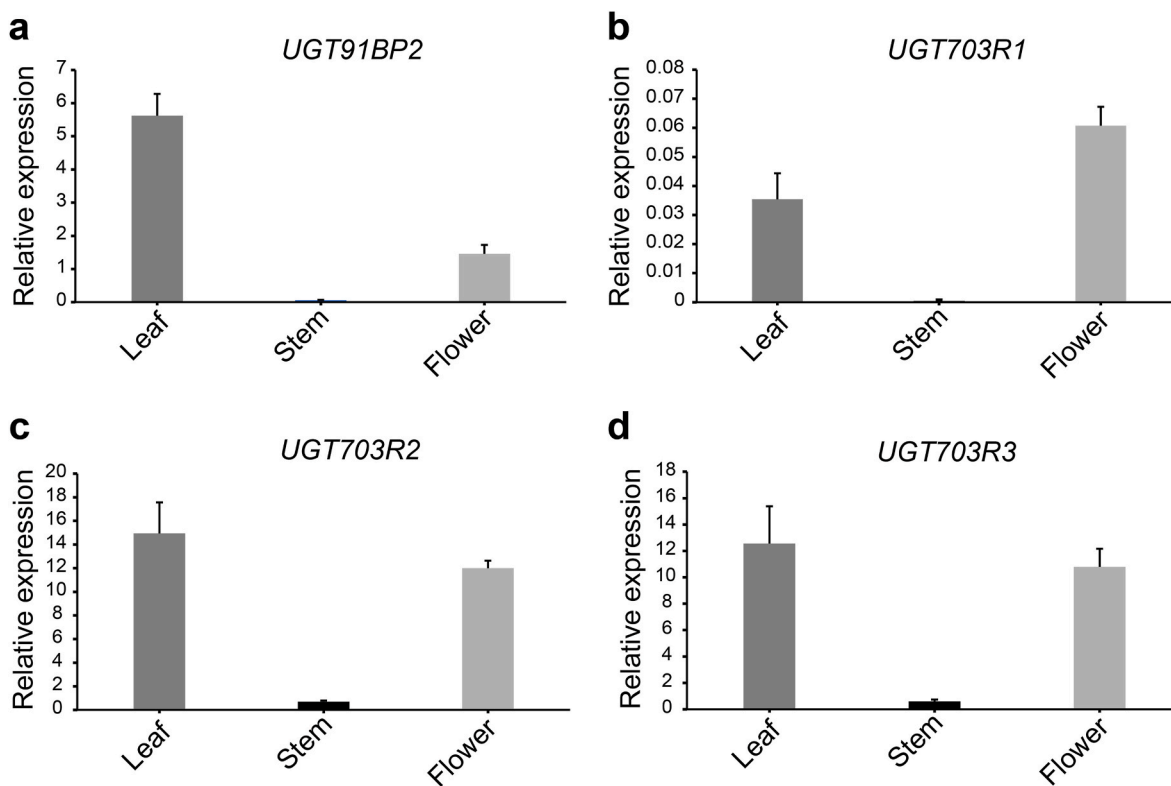 a
UGT91BP2
Relative expression
7
6
5
4
3
2
1
0
Leaf
Stem
Flower
b
UGT703R1
Relative expression
0.08
0.07
0.06
0.05
0.04
0.03
0.02
0.01
0
Leaf
Stem
Flower
c
UGT703R2
Relative expression
20
18
16
14
12
10
8
6
4
2
0
Leaf
Stem
Flower
d
UGT703R3
Relative expression
18
16
14
12
10
8
6
4
2
0
Leaf
Stem
Flower